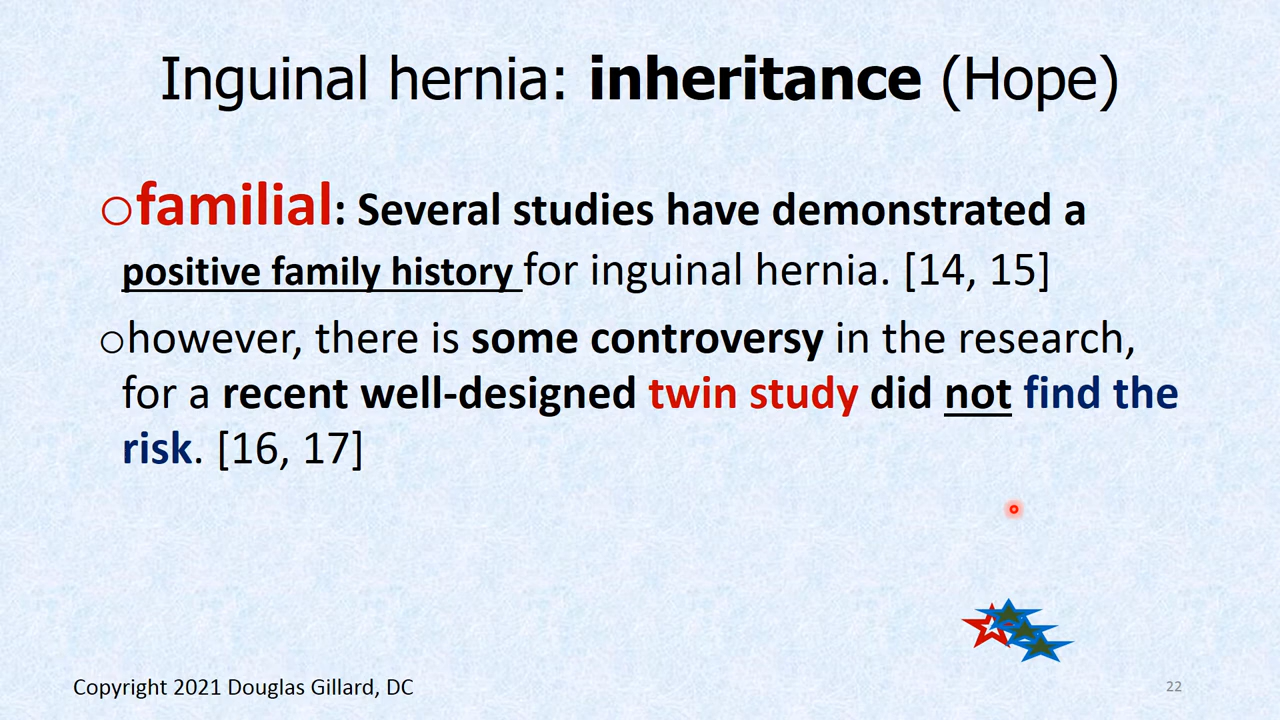 Inguinal hernia: inheritance (Hope)
familial: Several studies have demonstrated a
positive family history for inguinal hernia. [14, 15]
however, there is some controversy in the research,
for a recent well-designed twin study did not find the
risk. [16, 17]
Copyright 2021 Douglas Gillard, DC
22